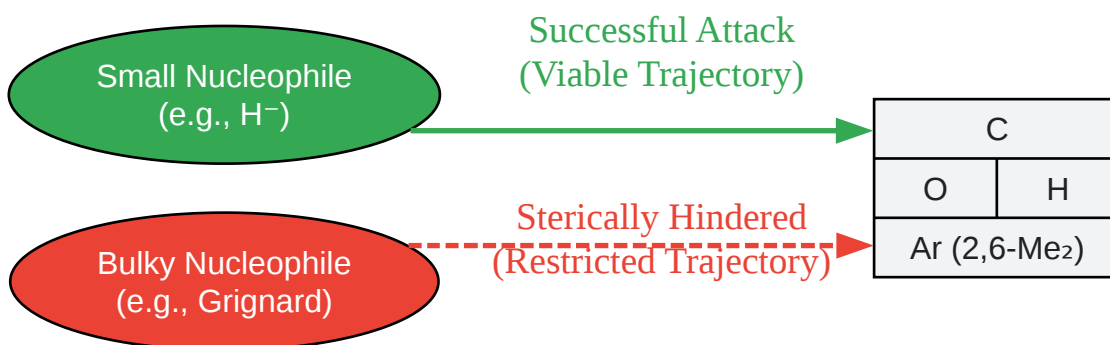 Small Nucleophile
(e.g., H⁻)
Successful Attack
(Viable Trajectory)
C
O
H
Ar (2,6-Me₂)
Sterically Hindered
(Restricted Trajectory)
Bulky Nucleophile
(e.g., Grignard)